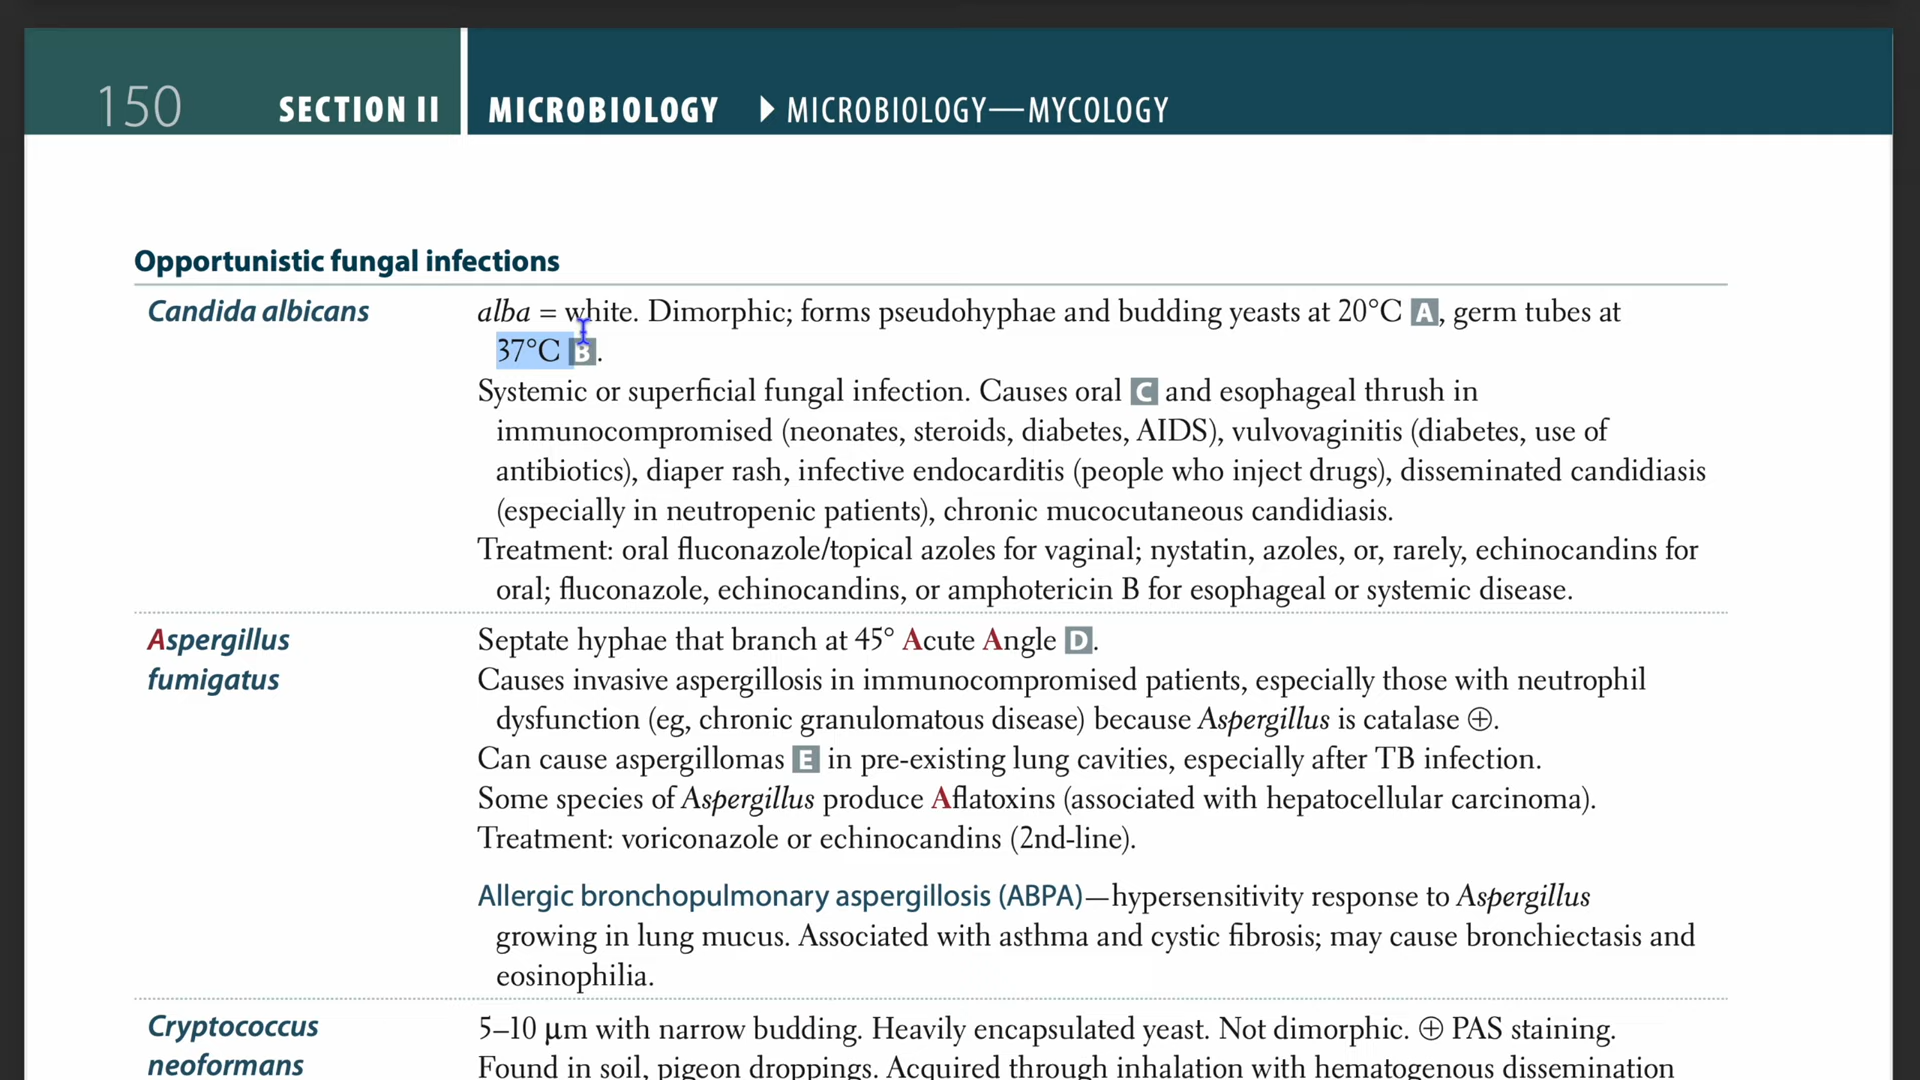 150 SECTION II MICROBIOLOGY ▶ MICROBIOLOGY—MYCOLOGY
Opportunistic fungal infections
Candida albicans
alba = white. Dimorphic; forms pseudohyphae and budding yeasts at 20°C A, germ tubes at
37°C B.
Systemic or superficial fungal infection. Causes oral C and esophageal thrush in
immunocompromised (neonates, steroids, diabetes, AIDS), vulvovaginitis (diabetes, use of
antibiotics), diaper rash, infective endocarditis (people who inject drugs), disseminated candidiasis
(especially in neutropenic patients), chronic mucocutaneous candidiasis.
Treatment: oral fluconazole/topical azoles for vaginal; nystatin, azoles, or, rarely, echinocandins for
oral; fluconazole, echinocandins, or amphotericin B for esophageal or systemic disease.
Aspergillus
fumigatus
Septate hyphae that branch at 45° Acute Angle D.
Causes invasive aspergillosis in immunocompromised patients, especially those with neutrophil
dysfunction (eg, chronic granulomatous disease) because Aspergillus is catalase ⊕.
Can cause aspergillomas E in pre-existing lung cavities, especially after TB infection.
Some species of Aspergillus produce Aflatoxins (associated with hepatocellular carcinoma).
Treatment: voriconazole or echinocandins (2nd-line).
Allergic bronchopulmonary aspergillosis (ABPA)—hypersensitivity response to Aspergillus
growing in lung mucus. Associated with asthma and cystic fibrosis; may cause bronchiectasis and
eosinophilia.
Cryptococcus
neoformans
5–10 μm with narrow budding. Heavily encapsulated yeast. Not dimorphic. ⊕ PAS staining.
Found in soil, pigeon droppings. Acquired through inhalation with hematogenous dissemination